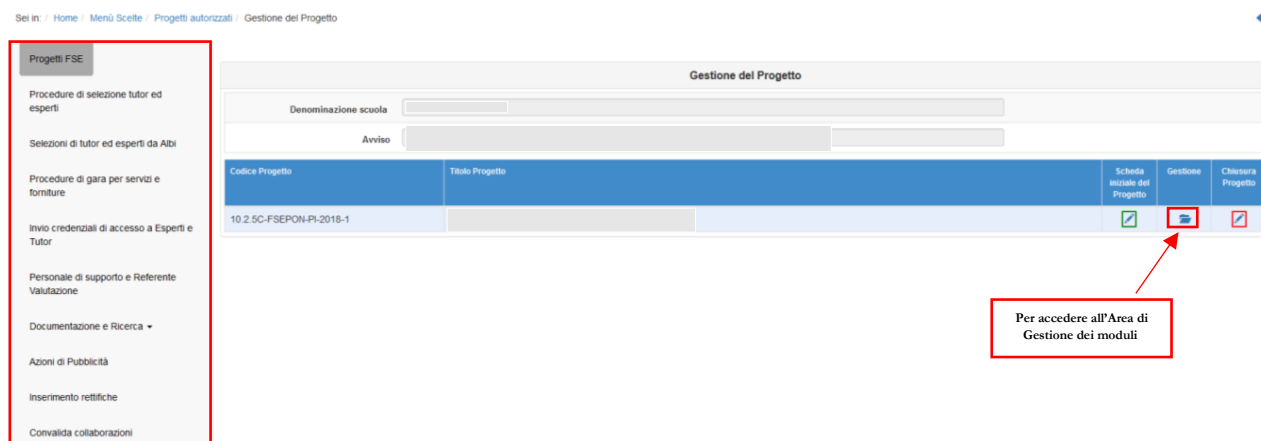 Sei in: / Home / Menù Scelte / Progetti autorizzati / Gestione del Progetto
Progetti FSE
Procedure di selezione tutor ed
esperti
Selezioni di tutor ed esperti da Albi
Procedure di gara per servizi e
forniture
Invio credenziali di accesso a Esperti e
Tutor
Personale di supporto e Referente
Valutazione
Documentazione e Ricerca
Azioni di Pubblicità
Inserimento rettifiche
Convalida collaborazioni
Gestione del Progetto
Denominazione scuola
Avviso
Codice Progetto
Titolo Progetto
Scheda
iniziale del
Progetto
Gestione
Chiusura
Progetto
10.2.5C-FSEPON-PI-2018-1
Per accedere all'Area di
Gestione dei moduli